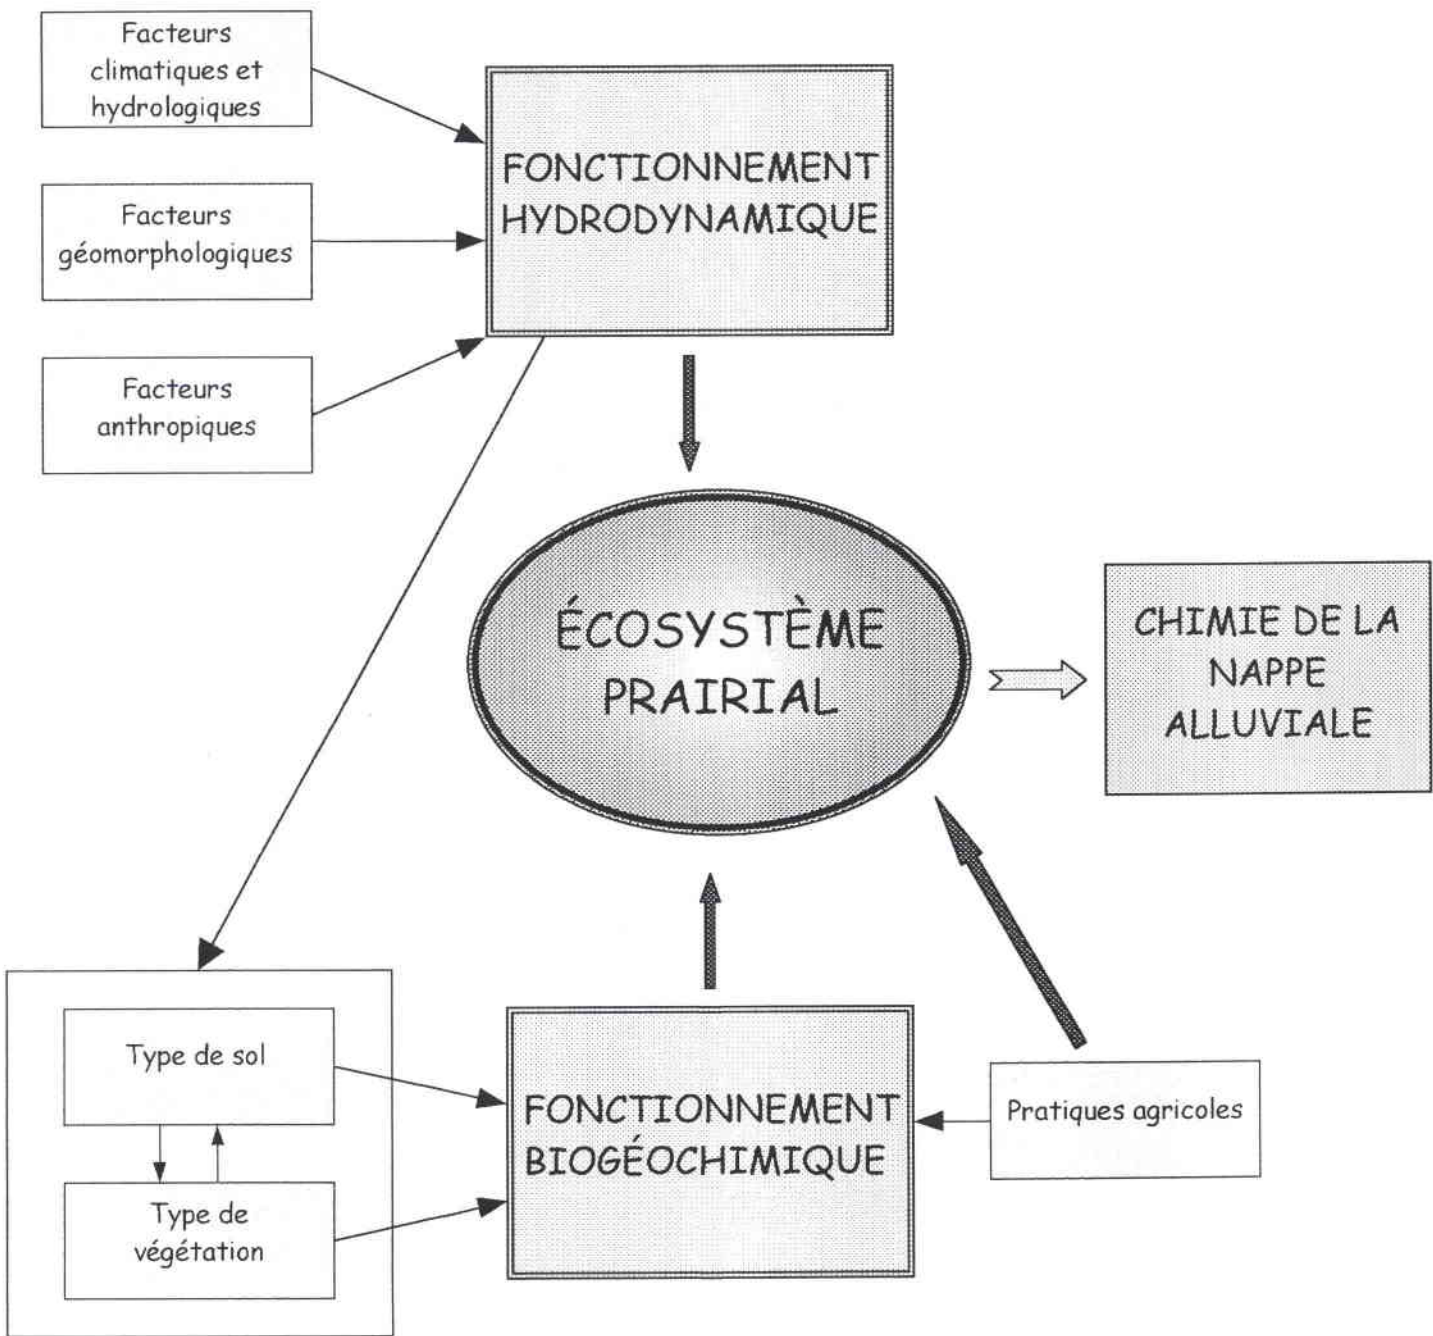 Facteurs
climatiques et
hydrologiques
FONCTIONNEMENT
HYDRODYNAMIQUE
Facteurs
géomorphologiques
Facteurs
anthropiques
ÉCOSYSTÈME
PRAIRIAL
CHIMIE DE LA
NAPPE
ALLUVIALE
Type de sol
Type de
végétation
FONCTIONNEMENT
BIOGÉOCHIMIQUE
Pratiques agricoles